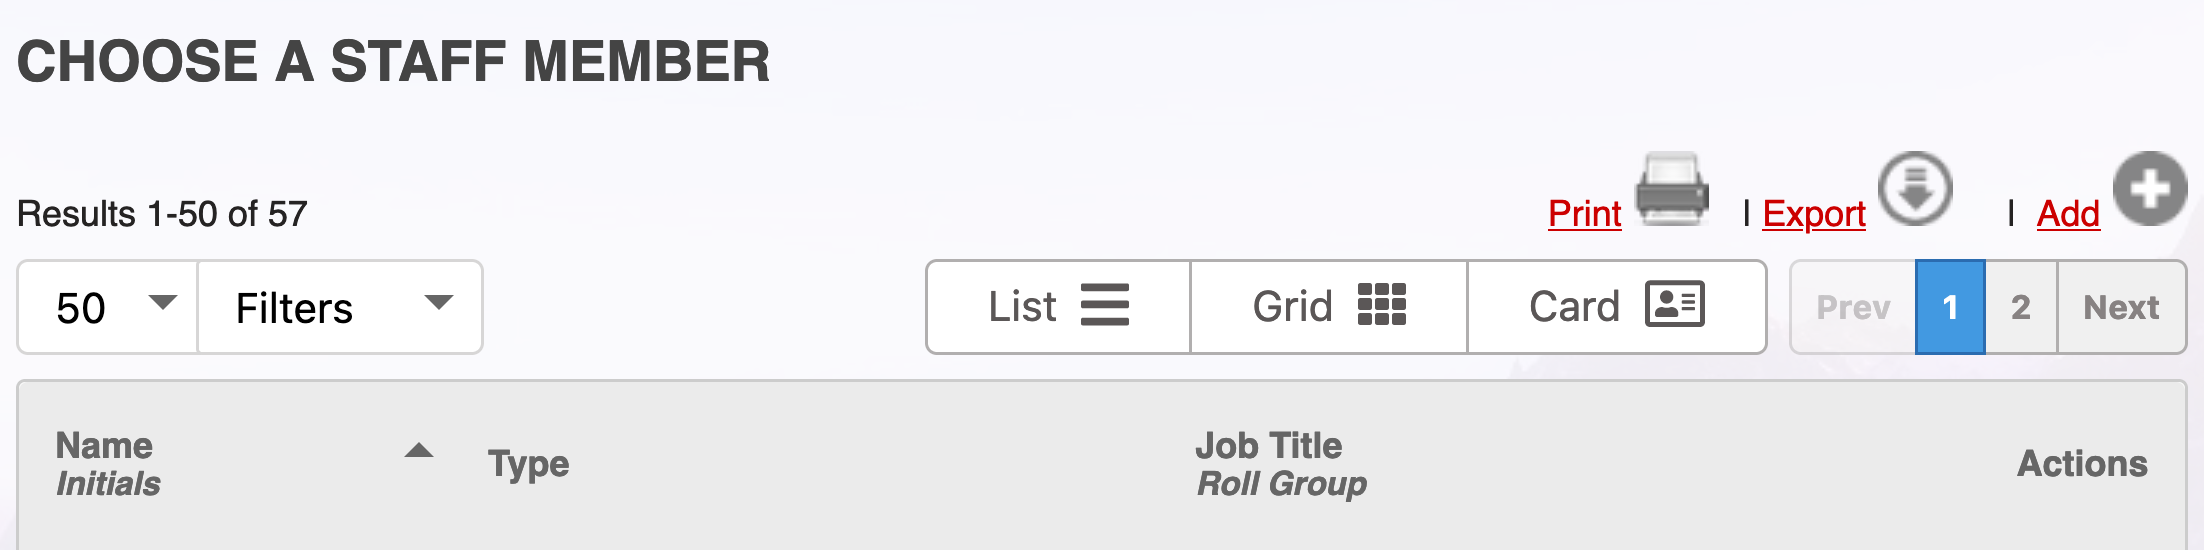 CHOOSE A STAFF MEMBER
Results 1-50 of 57
Print | Export | Add
50 Filters List Grid Card Prev 1 2 Next
Name Type Job Title Actions
Initials Roll Group